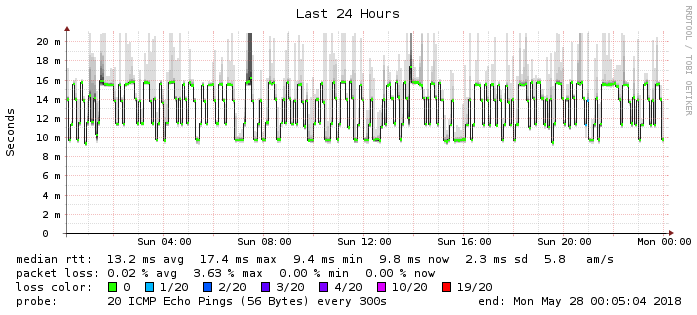 Last 24 Hours
RRDTOOL / TOBI OETIKER
Seconds
20 m
18 m
16 m
14 m
12 m
10 m
8 m
6 m
4 m
2 m
0
Sun 04:00 Sun 08:00 Sun 12:00 Sun 16:00 Sun 20:00 Mon 00:00
median rtt: 13.2 ms avg 17.4 ms max 9.4 ms min 9.8 ms now 2.3 ms sd 5.8 am/s
packet loss: 0.02 % avg 3.63 % max 0.00 % min 0.00 % now
loss color: 0 1/20 2/20 3/20 4/20 10/20 19/20
probe: 20 ICMP Echo Pings (56 Bytes) every 300s end: Mon May 28 00:05:04 2018